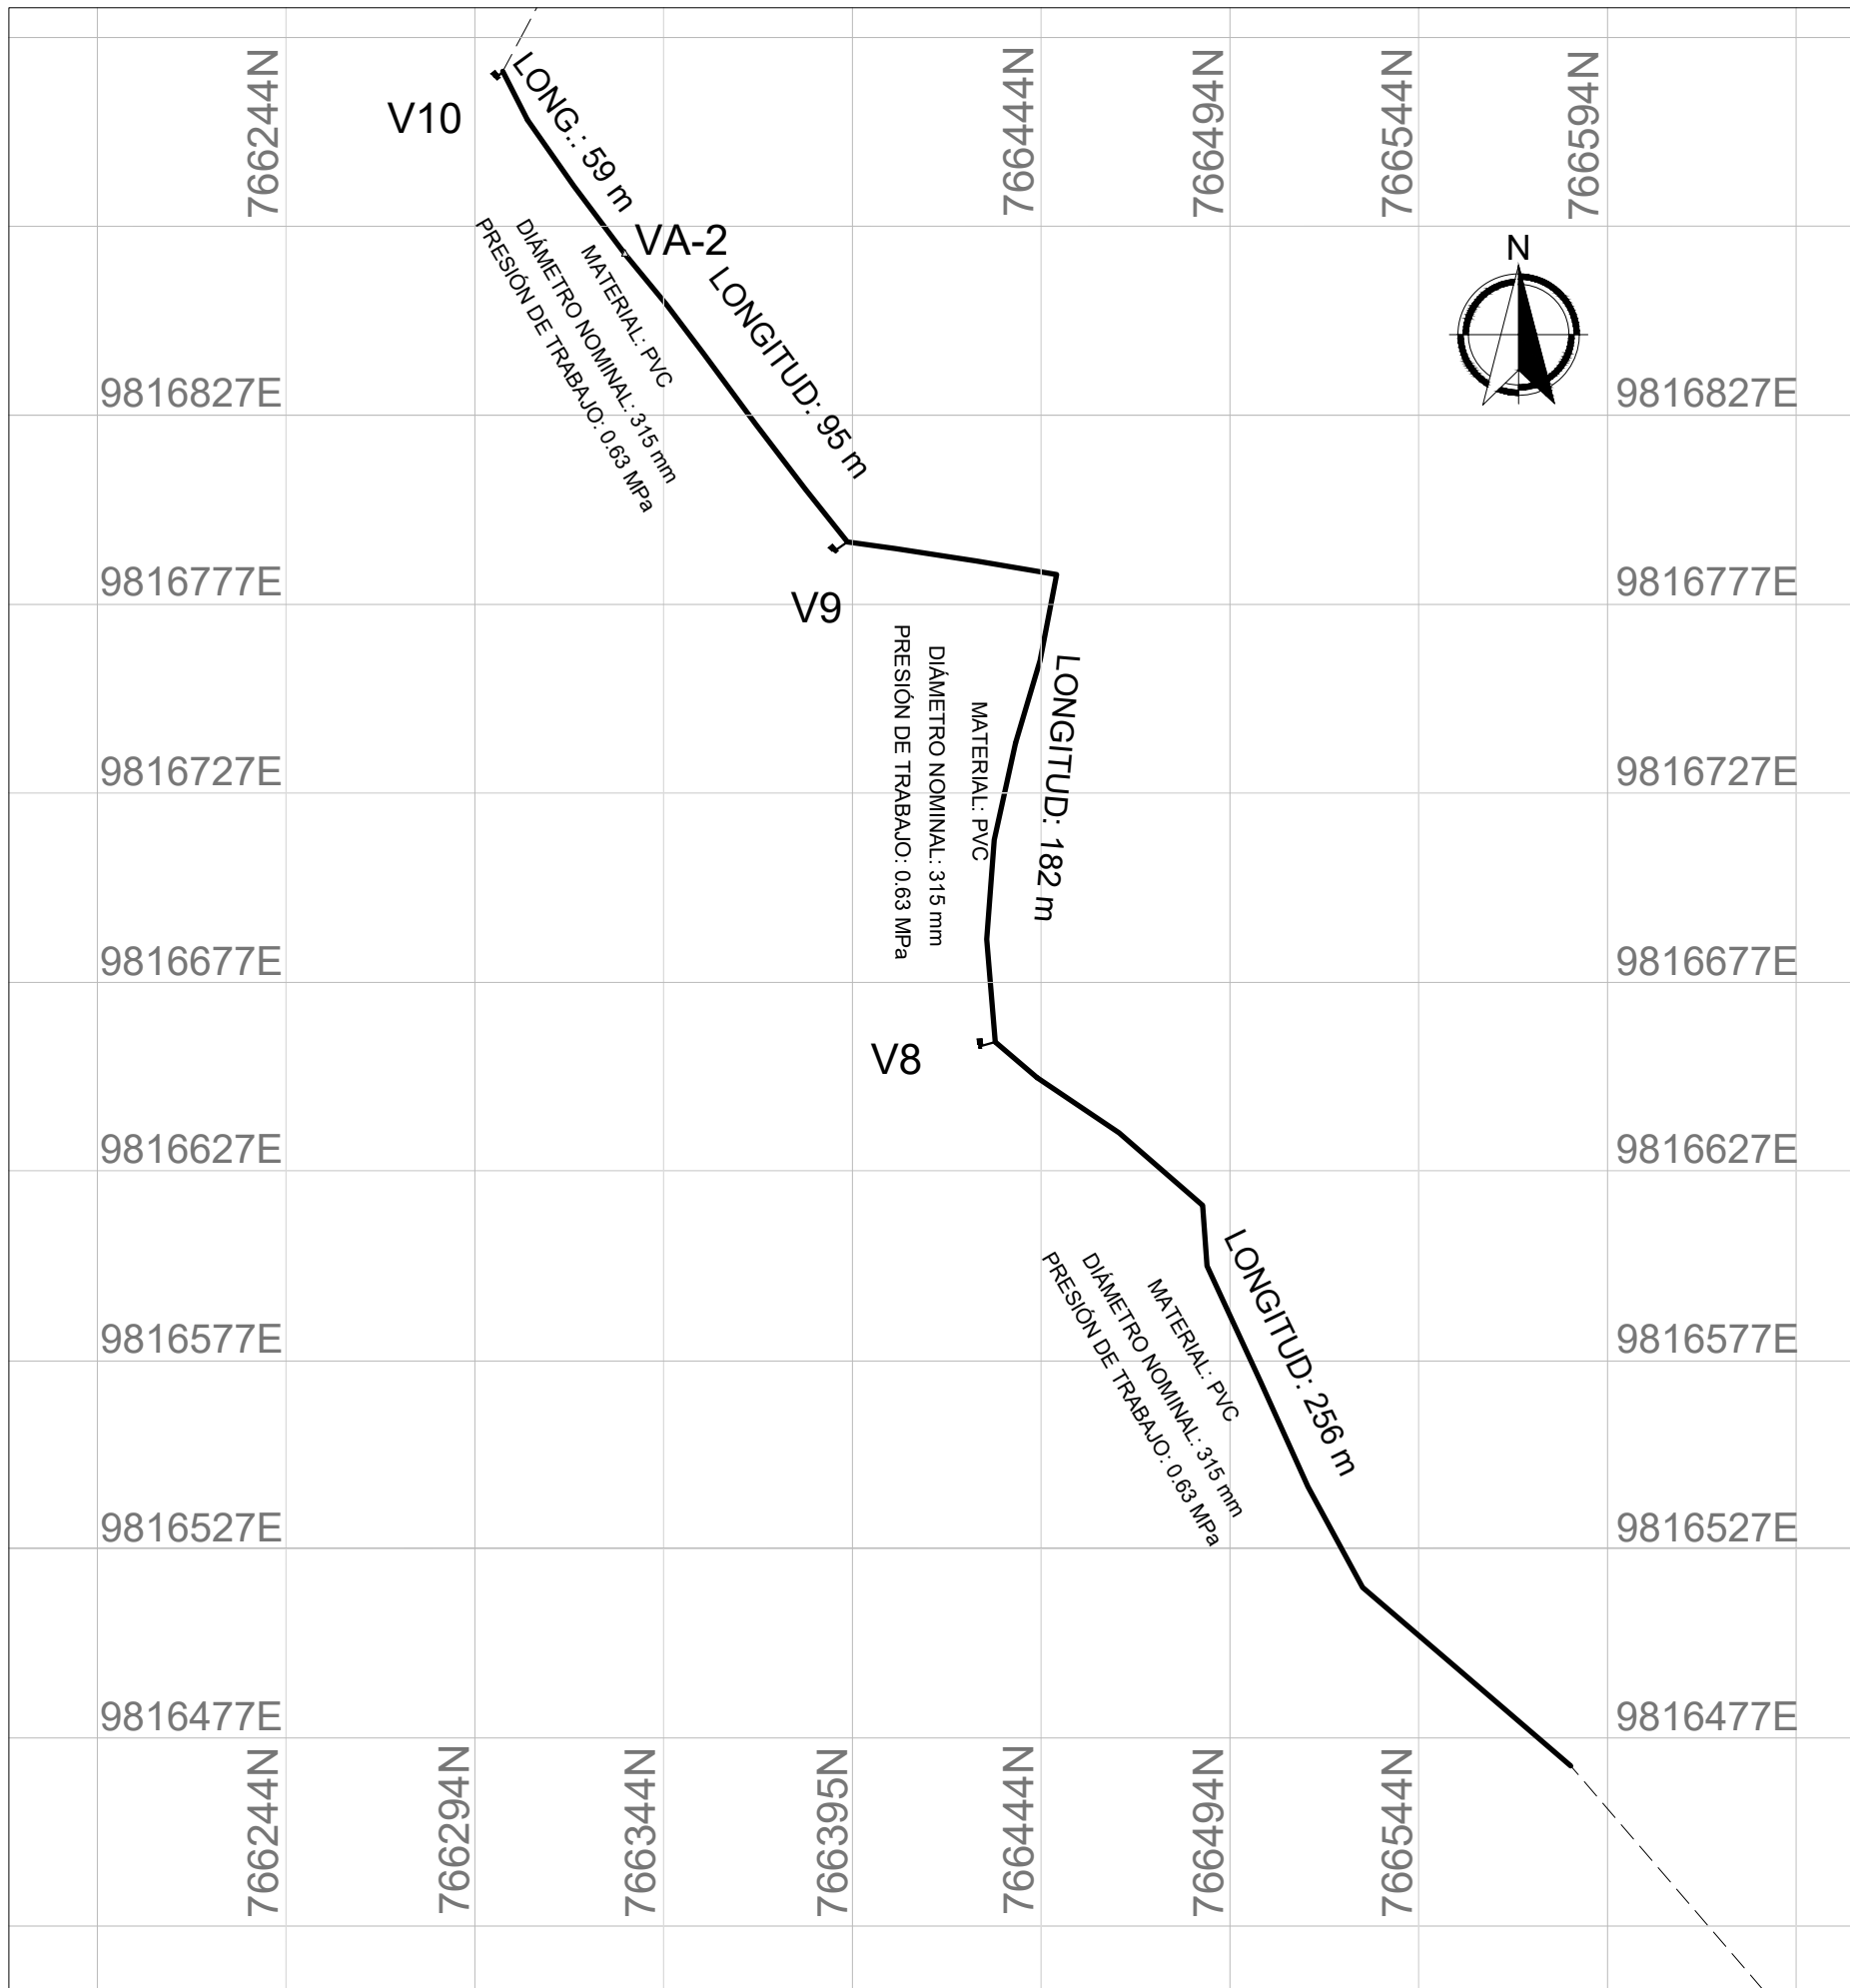 766244N
766444N
766494N
766544N
766594N
LONG.: 59 m
V10
VA-2
N
MATERIAL: PVC
DIÁMETRO NOMINAL: 315 mm
PRESIÓN DE TRABAJO: 0.63 MPa
LONGITUD: 95 m
9816827E
9816827E
9816777E
9816777E
V9
LONGITUD: 182 m
MATERIAL: PVC
DIÁMETRO NOMINAL: 315 mm
PRESIÓN DE TRABAJO: 0.63 MPa
9816727E
9816727E
9816677E
9816677E
V8
9816627E
9816627E
LONGITUD: 256 m
MATERIAL: PVC
DIÁMETRO NOMINAL: 315 mm
PRESIÓN DE TRABAJO: 0.63 MPa
9816577E
9816577E
9816527E
9816527E
9816477E
9816477E
766244N
766294N
766344N
766395N
766444N
766494N
766544N